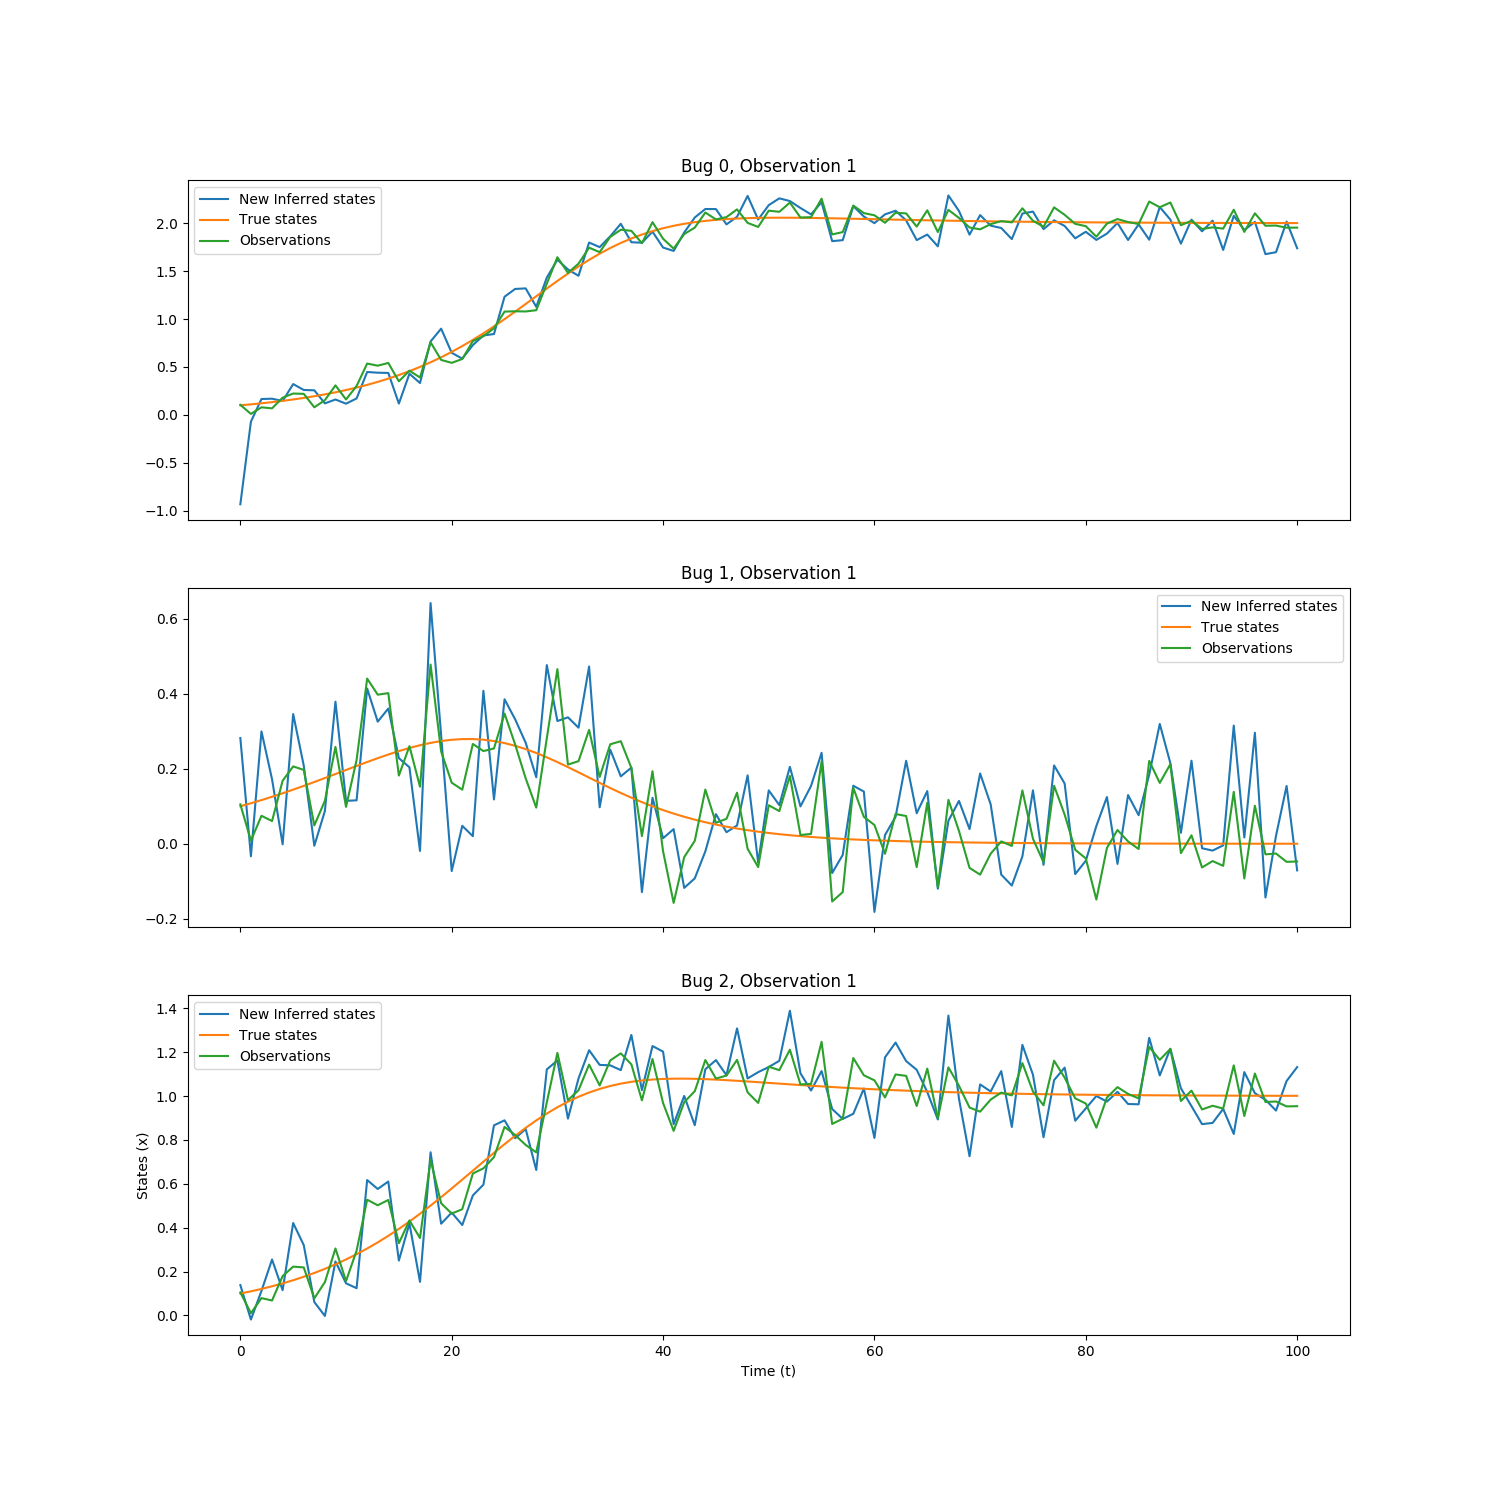 Bug 0, Observation 1
New Inferred states
True states
Observations
2.0
1.5
1.0
0.5
0.0
−0.5
−1.0
Bug 1, Observation 1
New Inferred states
True states
Observations
0.6
0.4
0.2
0.0
−0.2
Bug 2, Observation 1
New Inferred states
True states
Observations
1.4
1.2
1.0
0.8
0.6
0.4
0.2
0.0
States (x)
0 20 40 60 80 100
Time (t)